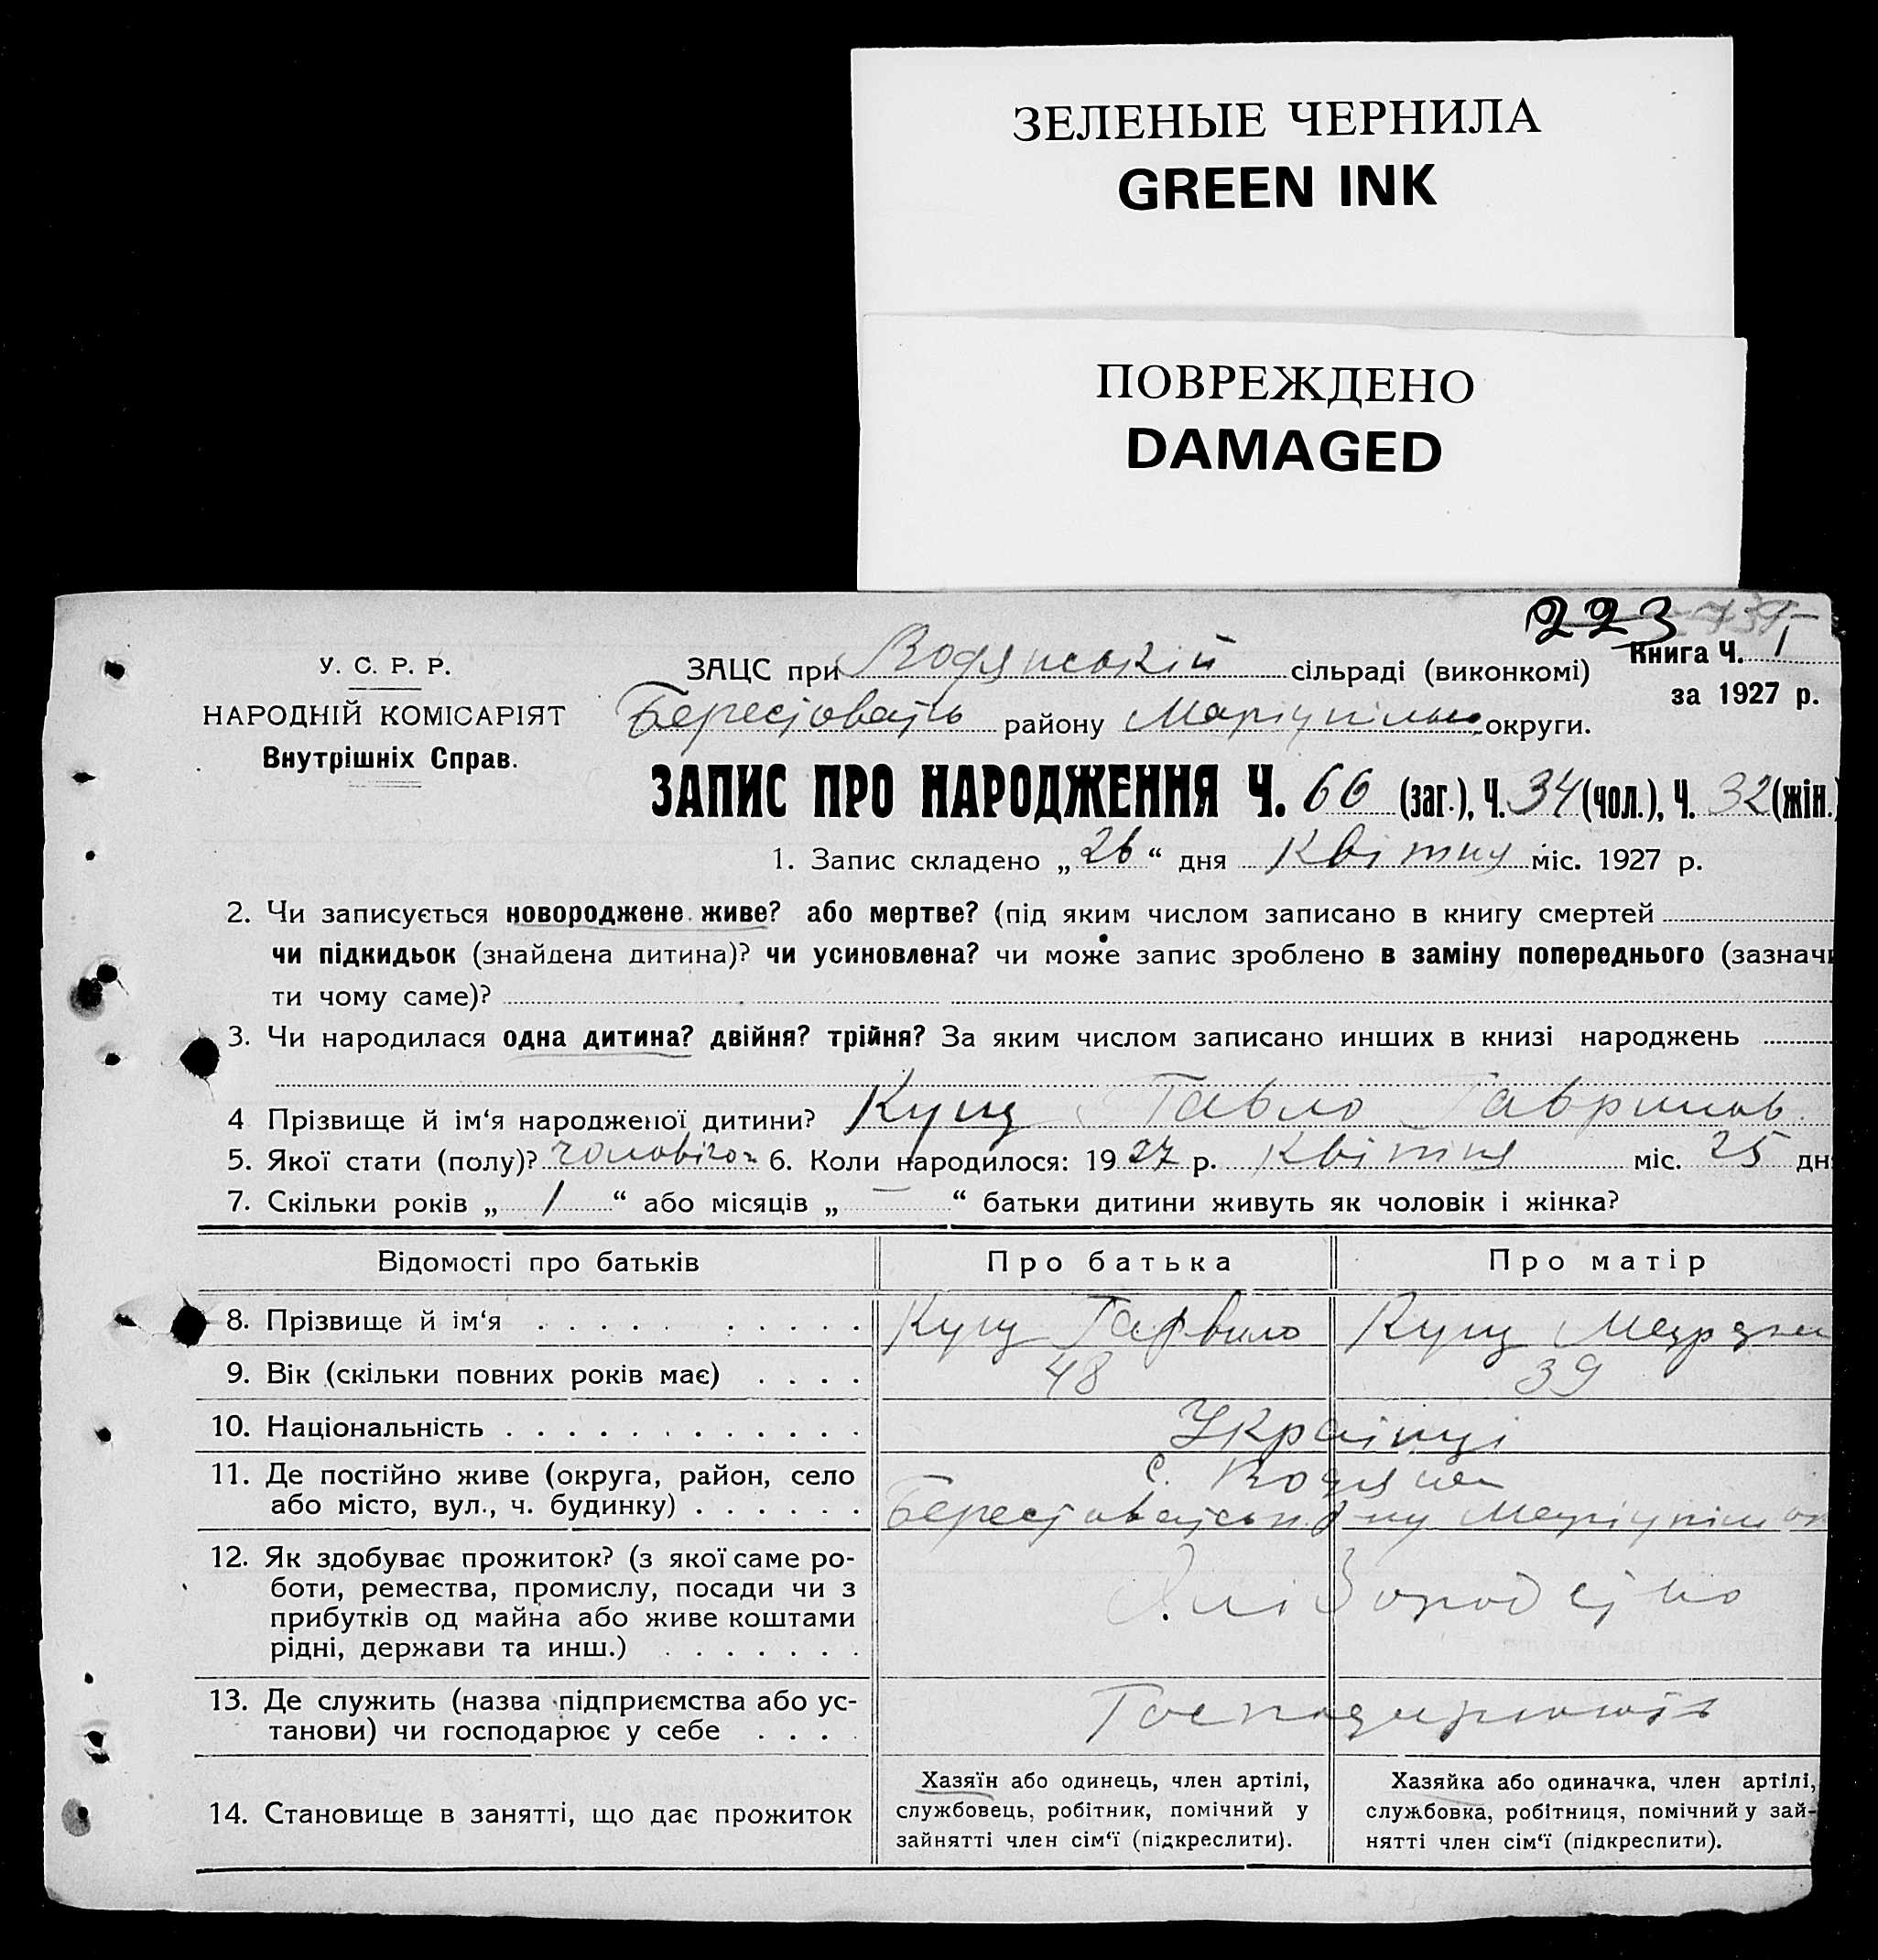 ЗЕЛЕНЫЕ ЧЕРНИЛА
GREEN INK
ПОВРЕЖДЕНО
DAMAGED
223
Книга Ч. 1
за 1927 р.
У. С. Р. Р.
НАРОДНІЙ КОМІСАРІЯТ
Внутрішніх Справ.
ЗАЦС при Водянській сільраді (виконкомі)
району Маріупільс округи.
ЗАПИС ПРО НАРОДЖЕННЯ Ч. 66 (заг.), Ч. 34 (чол.), Ч. 32 (жін.)
1. Запис складено „ 26 “ дня Квітня міс. 1927 р.
2. Чи записується новороджене живе? або мертве? (під яким числом записано в книгу смертей
чи підкидьок (знайдена дитина)? чи усиновлена? чи може запис зроблено в заміну попереднього (зазначи
ти чому саме)?
3. Чи народилася одна дитина? двійня? трійня? За яким числом записано инших в книзі народжень
4 Прізвище й ім‘я народженої дитини? Кущ Павло Гаврилов.
5. Якої стати (полу)? 6. Коли народилося: 1927 р. Квітня міс. 25 дня
7. Скільки років „ 1 “ або місяців „ — “ батьки дитини живуть як чоловік і жінка?
Відомості про батьків Про батька Про матір
8. Прізвище й ім‘я Кущ Гаврило Кущ
9. Вік (скільки повних років має) 48 39
10. Національність Українці
11. Де постійно живе (округа, район, село
або місто, вул., ч. будинку) с. Водяна
12. Як здобуває прожиток? (з якої саме ро-
боти, ремества, промислу, посади чи з
прибутків од майна або живе коштами
рідні, держави та инш.)
13. Де служить (назва підприємства або ус-
танови) чи господарює у себе Господарюють
14. Становище в занятті, що дає прожиток
Хазяїн або одинець, член артілі,
службовець, робітник, помічний у
зайнятті член сім‘ї (підкреслити).
Хазяйка або одиначка, член артілі,
службовка, робітниця, помічний у зай-
нятті член сім‘ї (підкреслити).